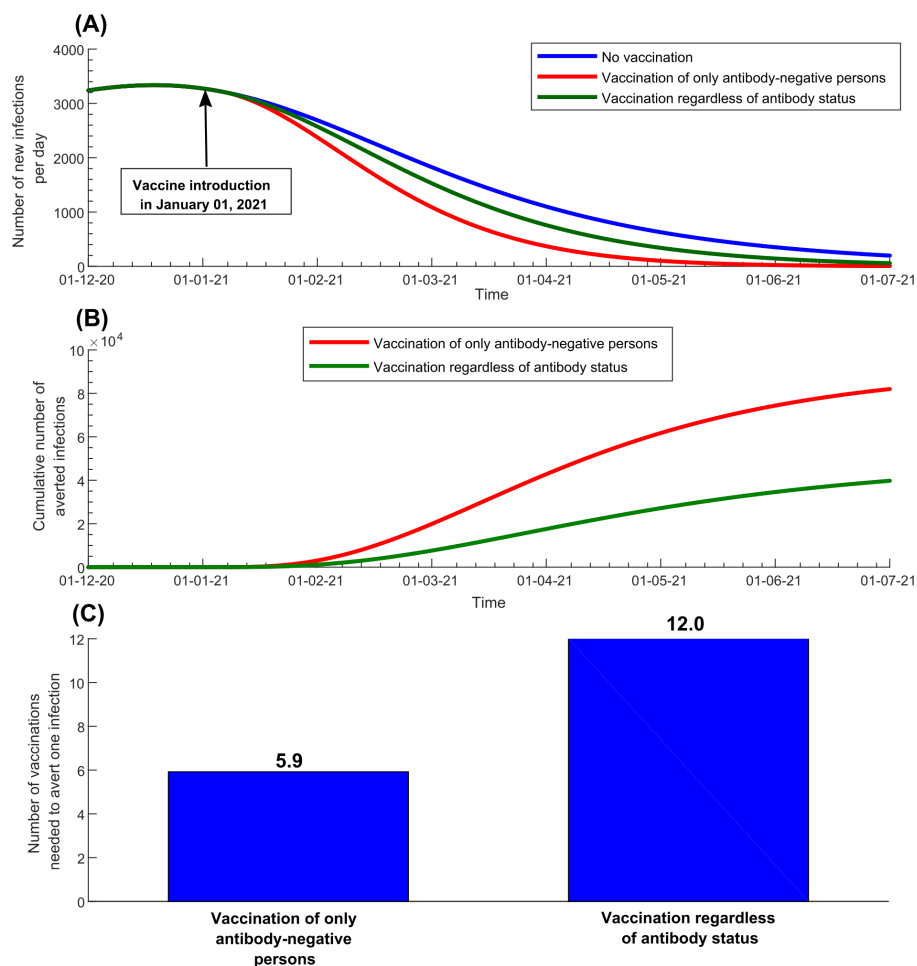 (A)
Number of new infections
per day
4000
3000
2000
1000
0
No vaccination
Vaccination of only antibody-negative persons
Vaccination regardless of antibody status
Vaccine introduction
in January 01, 2021
01-12-20 01-01-21 01-02-21 01-03-21 01-04-21 01-05-21 01-06-21 01-07-21
Time
(B)
Cumulative number of
averted infections
×10^4
10
8
6
4
2
0
Vaccination of only antibody-negative persons
Vaccination regardless of antibody status
01-12-20 01-01-21 01-02-21 01-03-21 01-04-21 01-05-21 01-06-21 01-07-21
Time
(C)
Number of vaccinations
needed to avert one infection
12
10
8
6
4
2
0
5.9
12.0
Vaccination of only
antibody-negative
persons
Vaccination regardless
of antibody status